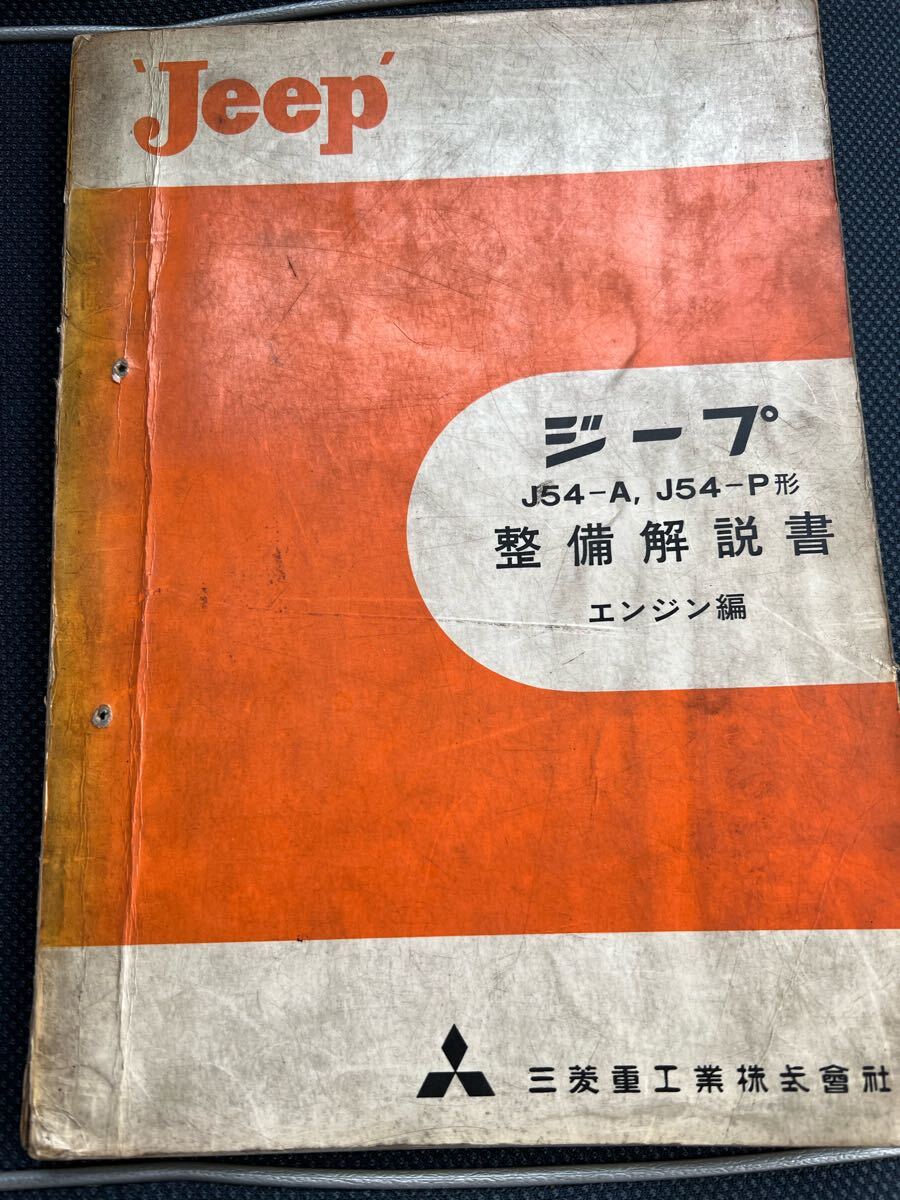 'Jeep'
ジープ
J54-A, J54-P形
整備解説書
エンジン編
三菱重工業株式會社